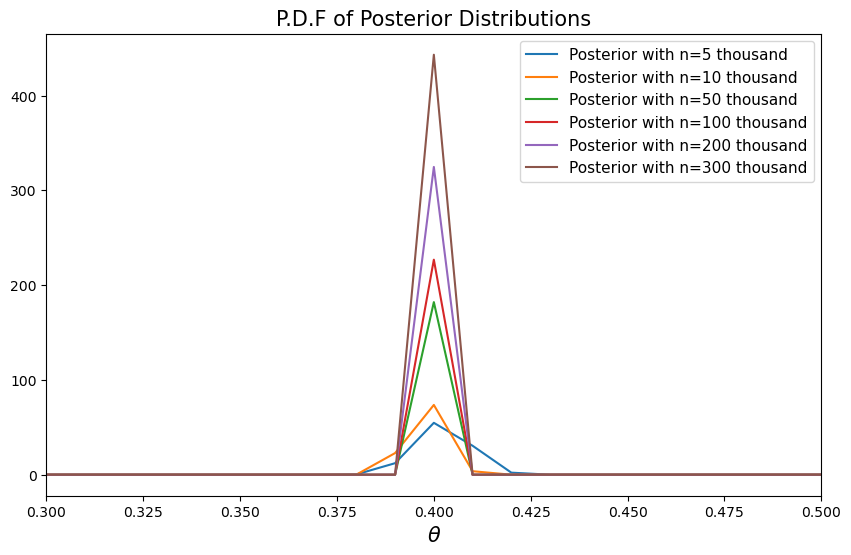 P.D.F of Posterior Distributions
Posterior with n=5 thousand
Posterior with n=10 thousand
Posterior with n=50 thousand
Posterior with n=100 thousand
Posterior with n=200 thousand
Posterior with n=300 thousand
400
300
200
100
0
0.300 0.325 0.350 0.375 0.400 0.425 0.450 0.475 0.500
θ